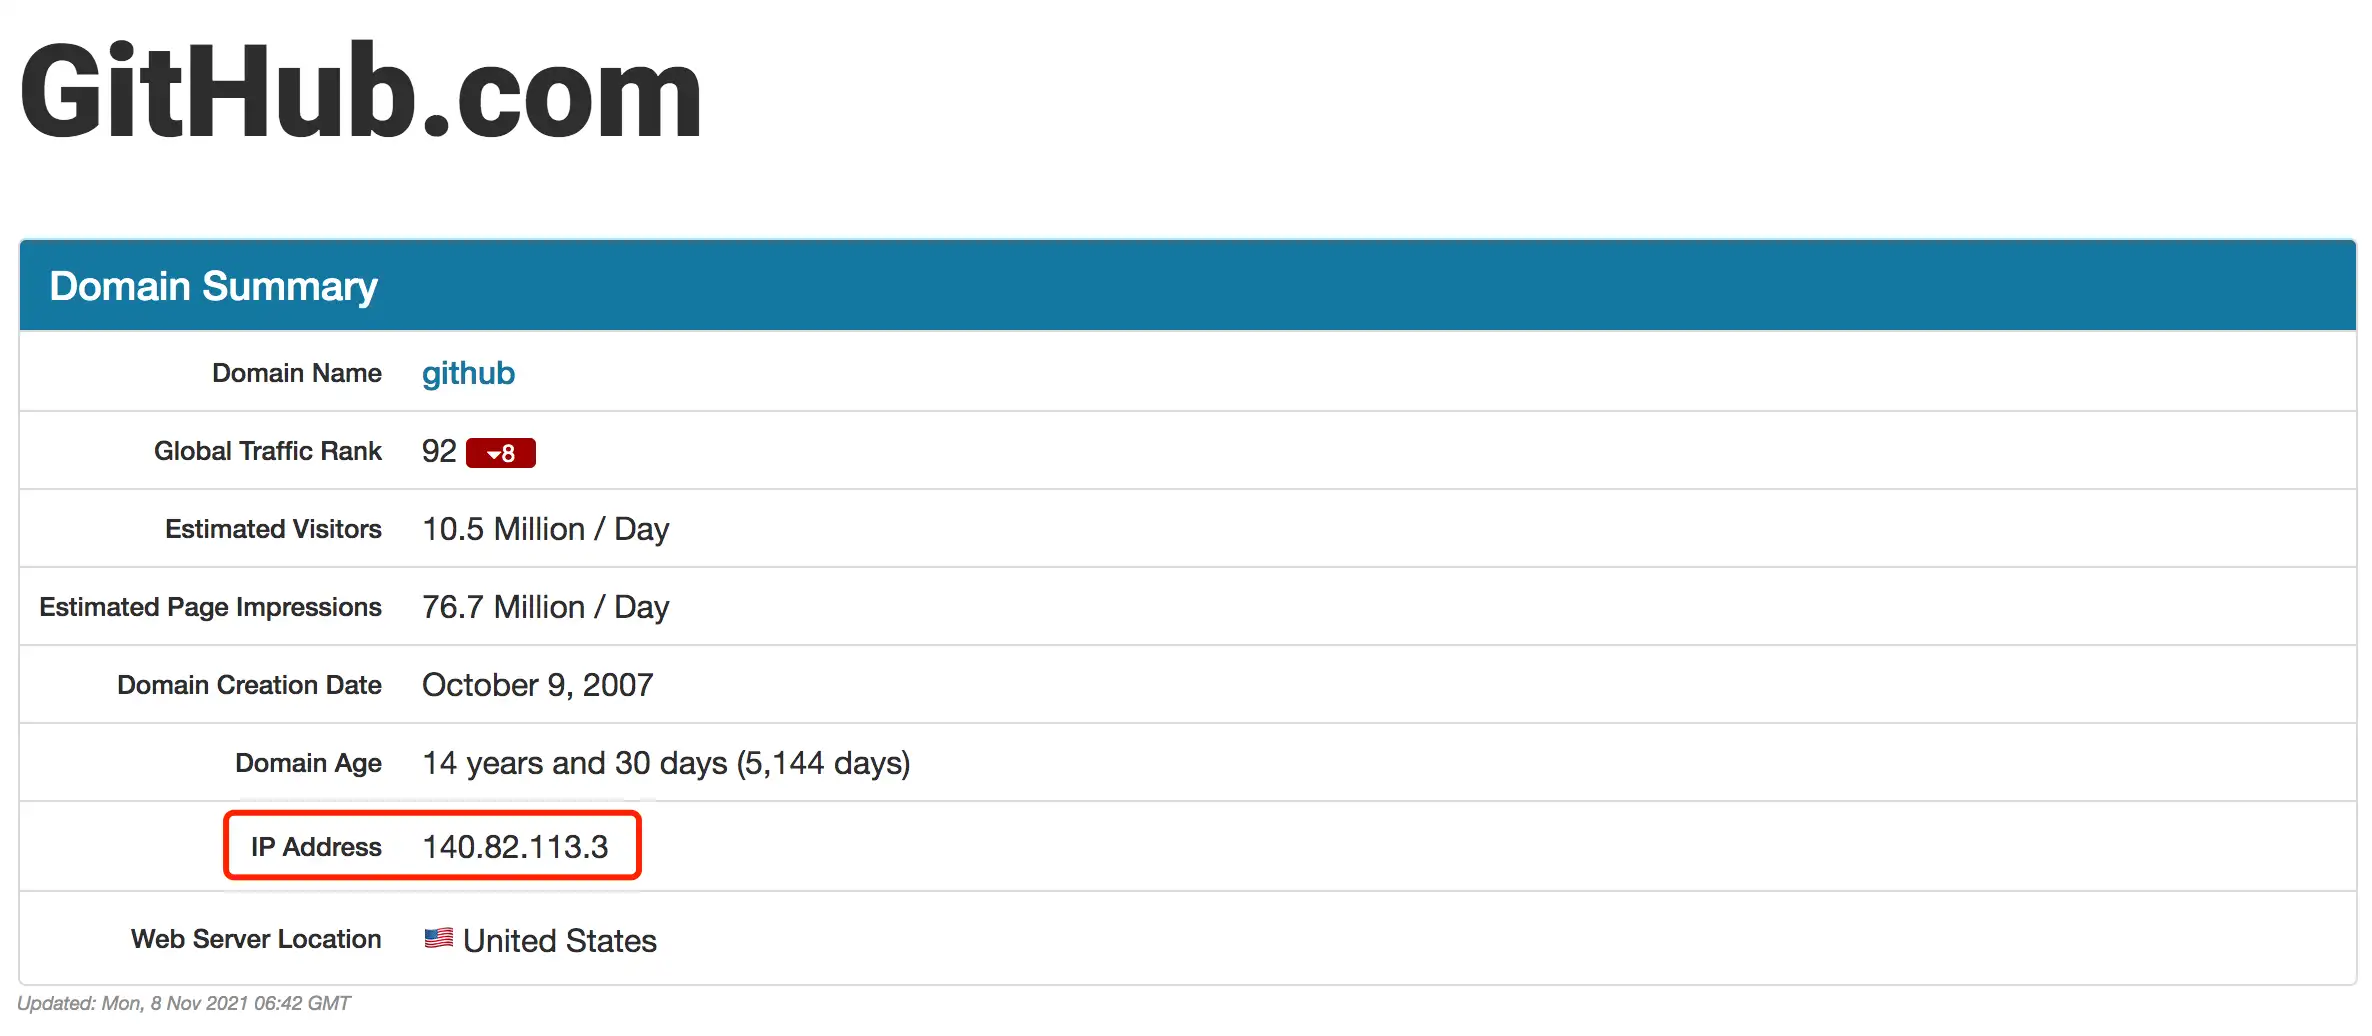 GitHub.com
Domain Summary
Domain Name github
Global Traffic Rank 92 8
Estimated Visitors 10.5 Million / Day
Estimated Page Impressions 76.7 Million / Day
Domain Creation Date October 9, 2007
Domain Age 14 years and 30 days (5,144 days)
IP Address 140.82.113.3
Web Server Location United States
Updated: Mon, 8 Nov 2021 06:42 GMT